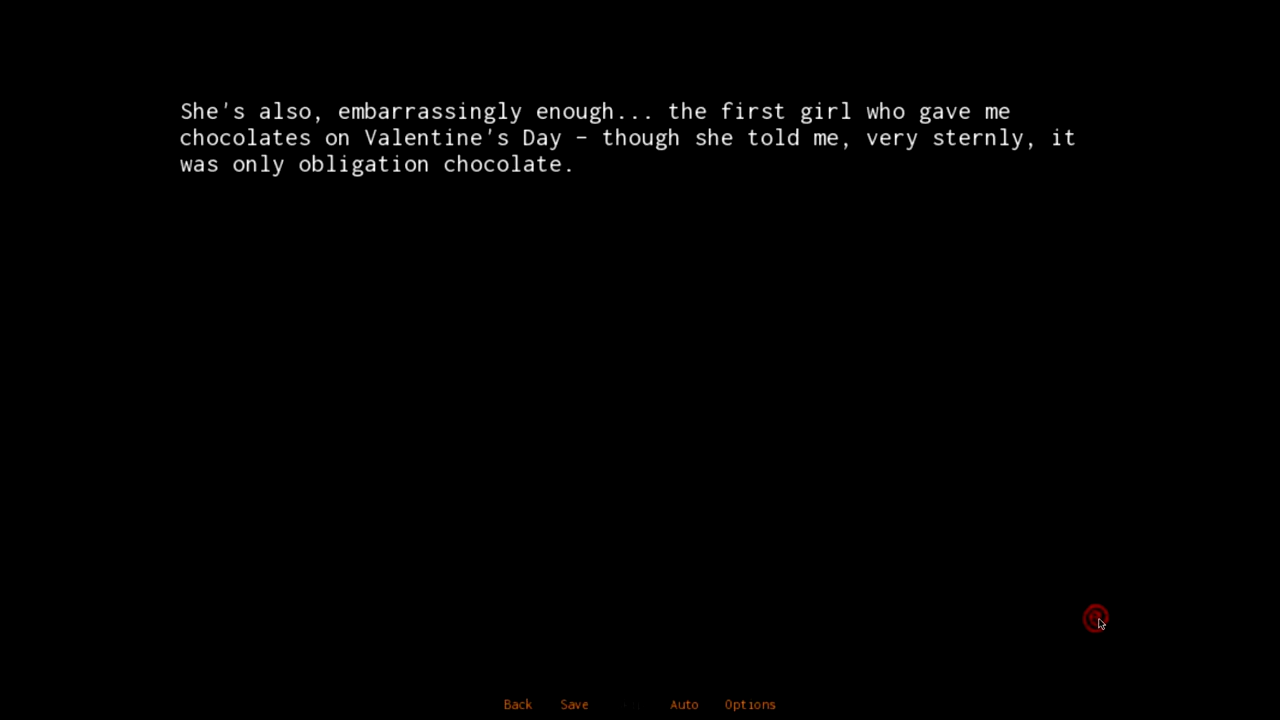 She's also, embarrassingly enough... the first girl who gave me
chocolates on Valentine's Day – though she told me, very sternly, it
was only obligation chocolate.
Back Save Auto Options